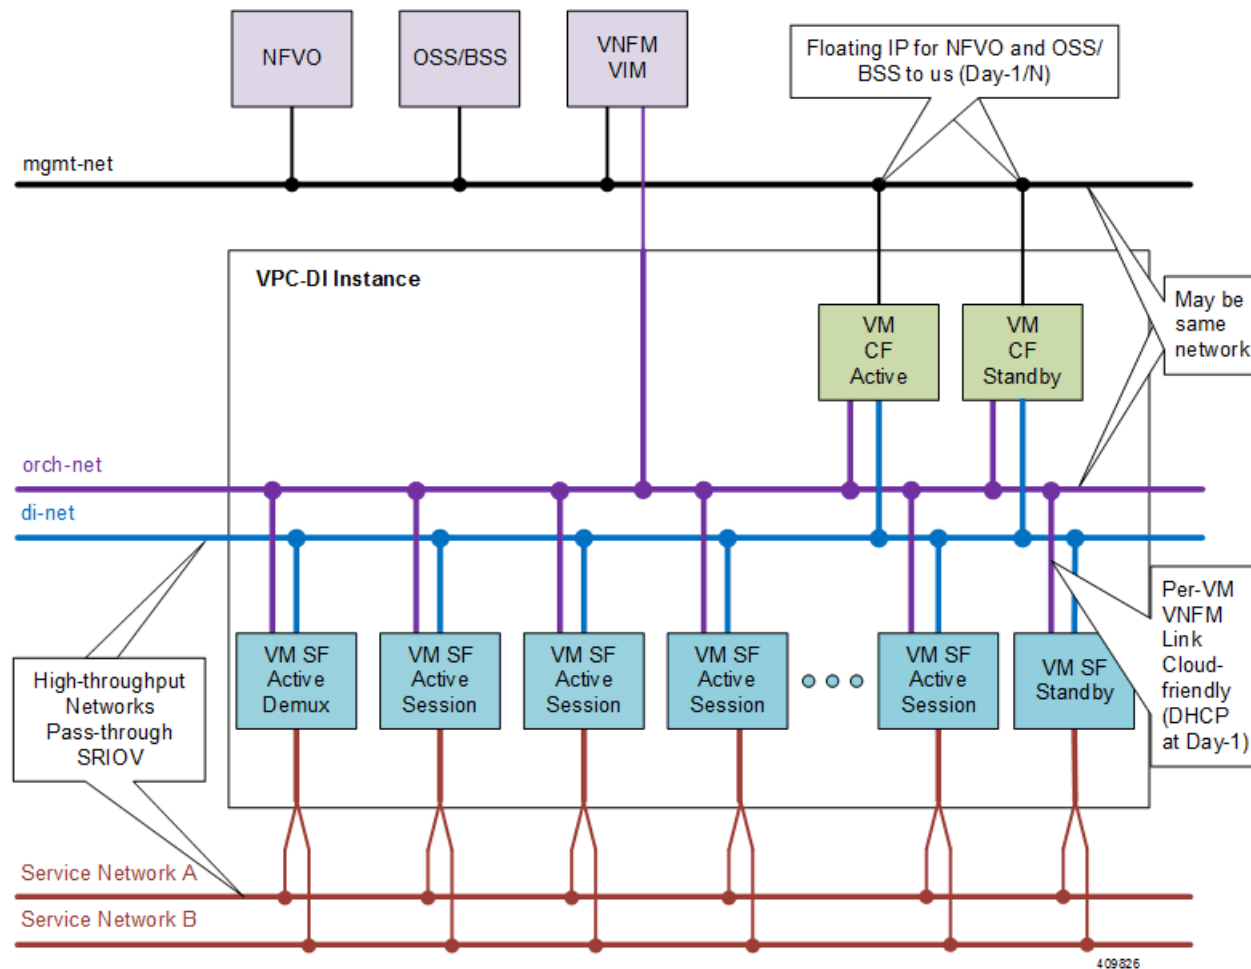 NFVO
OSS/BSS
VNFM
VIM
Floating IP for NFVO and OSS/
BSS to us (Day-1/N)
mgmt-net
VPC-DI Instance
VM
CF
Active
VM
CF
Standby
May be
same
network
orch-net
di-net
VM SF
Active
Demux
VM SF
Active
Session
VM SF
Active
Session
VM SF
Active
Session
VM SF
Active
Session
VM SF
Standby
Per-VM
VNFM
Link
Cloud-
friendly
(DHCP
at Day-1)
High-throughput
Networks
Pass-through
SRIOV
Service Network A
Service Network B
409826